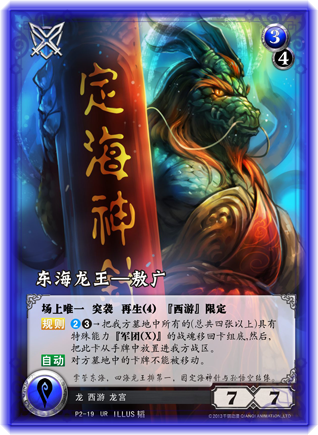 3
4
定海神
东海龙王—敖广
场上唯一 突袭 再生(4) 『西游』限定
规则 2 3→把我方墓地中所有的(总共四张以上)具有
特殊能力『军团(X)』的战魂移回卡组底,然后,
把此卡从手牌中放置进我方战区。
自动 对方墓地中的卡牌不能被移动。
掌管东海,四海龙王排第一,因定海神针与孙悟空结缘。
龙 西游 龙宫
7 7
P2-19 UR ILLUS 韬